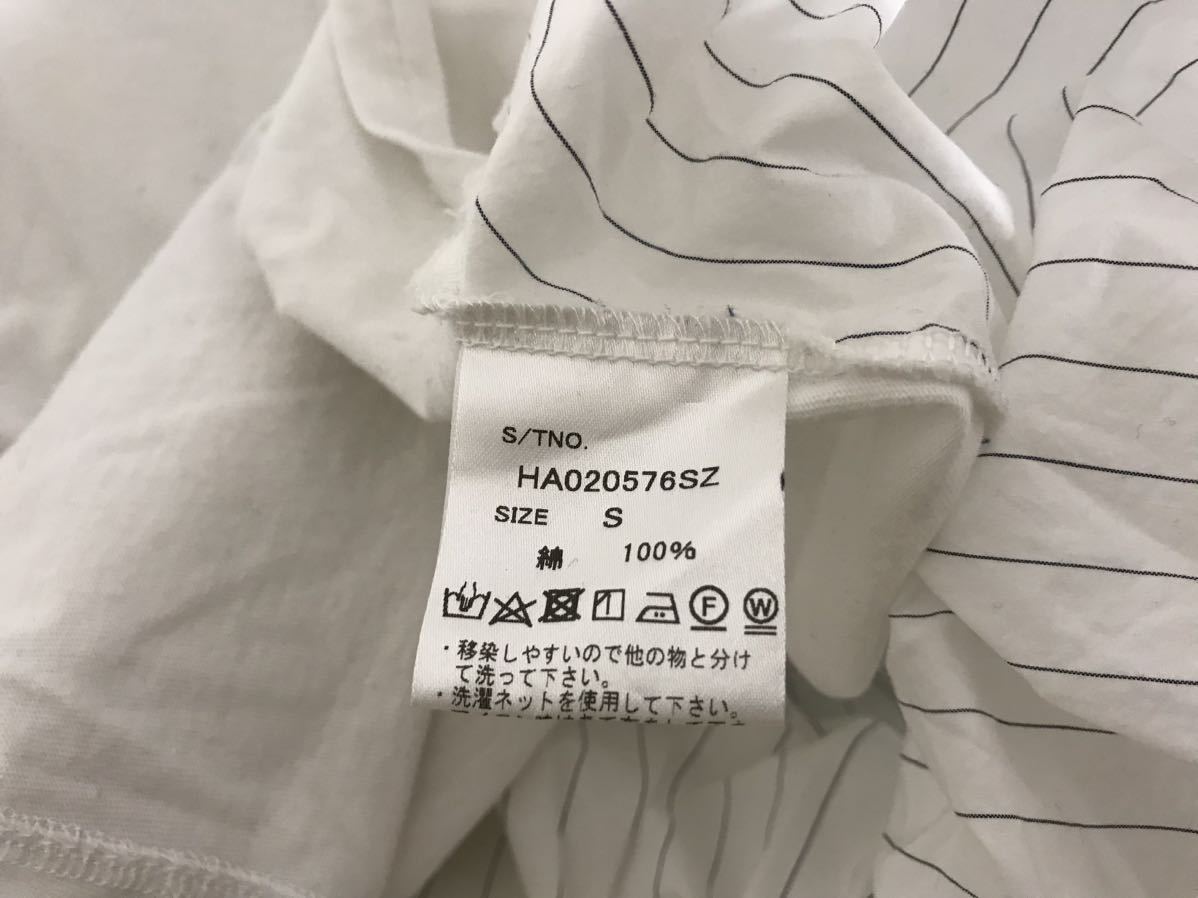 S/TNO.
HA020576SZ
SIZE S
綿 100%
F W
・移染しやすいので他の物と分け
て洗って下さい。
・洗濯ネットを使用して下さい。